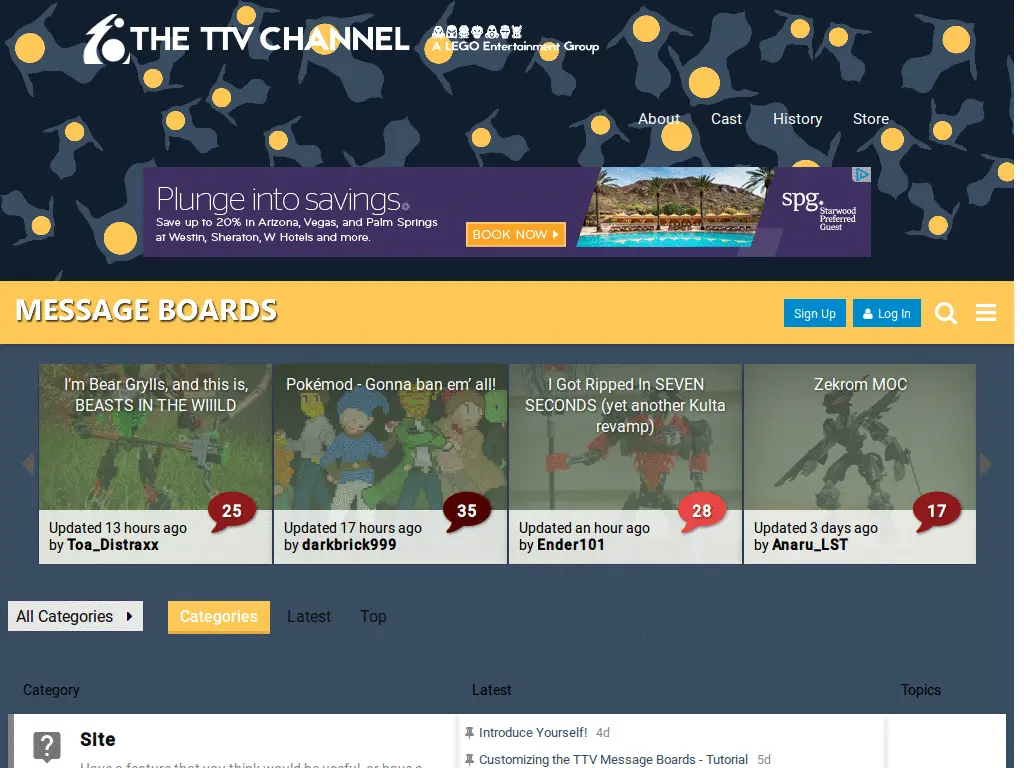 THE TTV CHANNEL
A LEGO Entertainment Group
About Cast History Store
Plunge into savings.
Save up to 20% in Arizona, Vegas, and Palm Springs
at Westin, Sheraton, W Hotels and more.
BOOK NOW
spg.
Starwood
Preferred
Guest
MESSAGE BOARDS
Sign Up
Log In
I'm Bear Grylls, and this is,
BEASTS IN THE WIIILD
25
Updated 13 hours ago
by Toa_Distraxx
Pokémod - Gonna ban em' all!
35
Updated 17 hours ago
by darkbrick999
I Got Ripped In SEVEN
SECONDS (yet another Kulta
revamp)
28
Updated an hour ago
by Ender101
Zekrom MOC
17
Updated 3 days ago
by Anaru_LST
All Categories
Categories Latest Top
Category Latest Topics
Site
Have a feature that you think would be useful, or have a
Introduce Yourself! 4d
Customizing the TTV Message Boards - Tutorial 5d